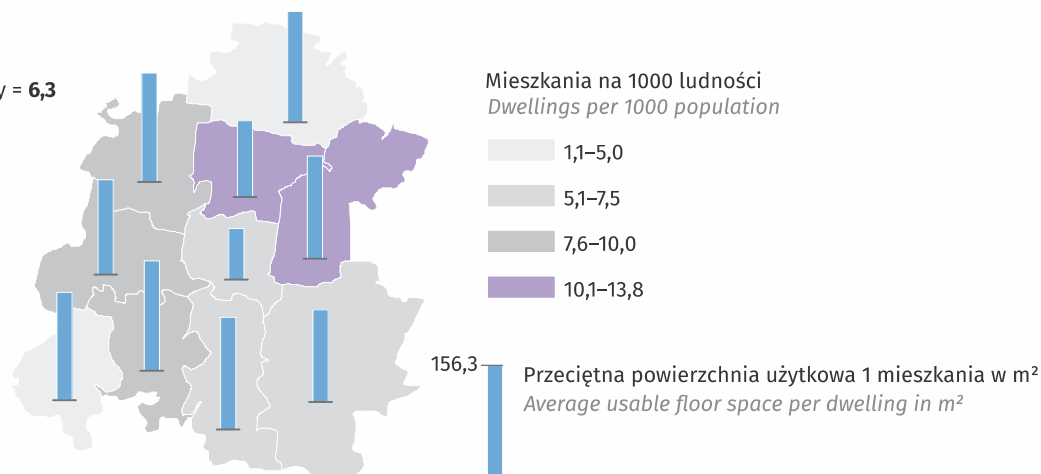 y = 6,3
Mieszkania na 1000 ludności
Dwellings per 1000 population
1,1–5,0
5,1–7,5
7,6–10,0
10,1–13,8
156,3
Przeciętna powierzchnia użytkowa 1 mieszkania w m²
Average usable floor space per dwelling in m²